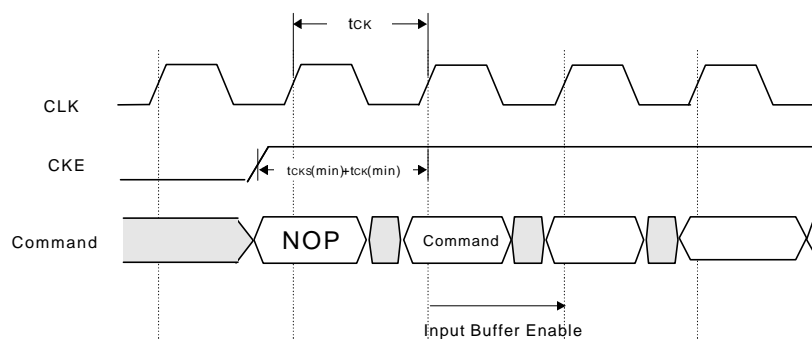 tCK
CLK
CKE
tCKS(min)+tCK(min)
Command
NOP
Command
Input Buffer Enable